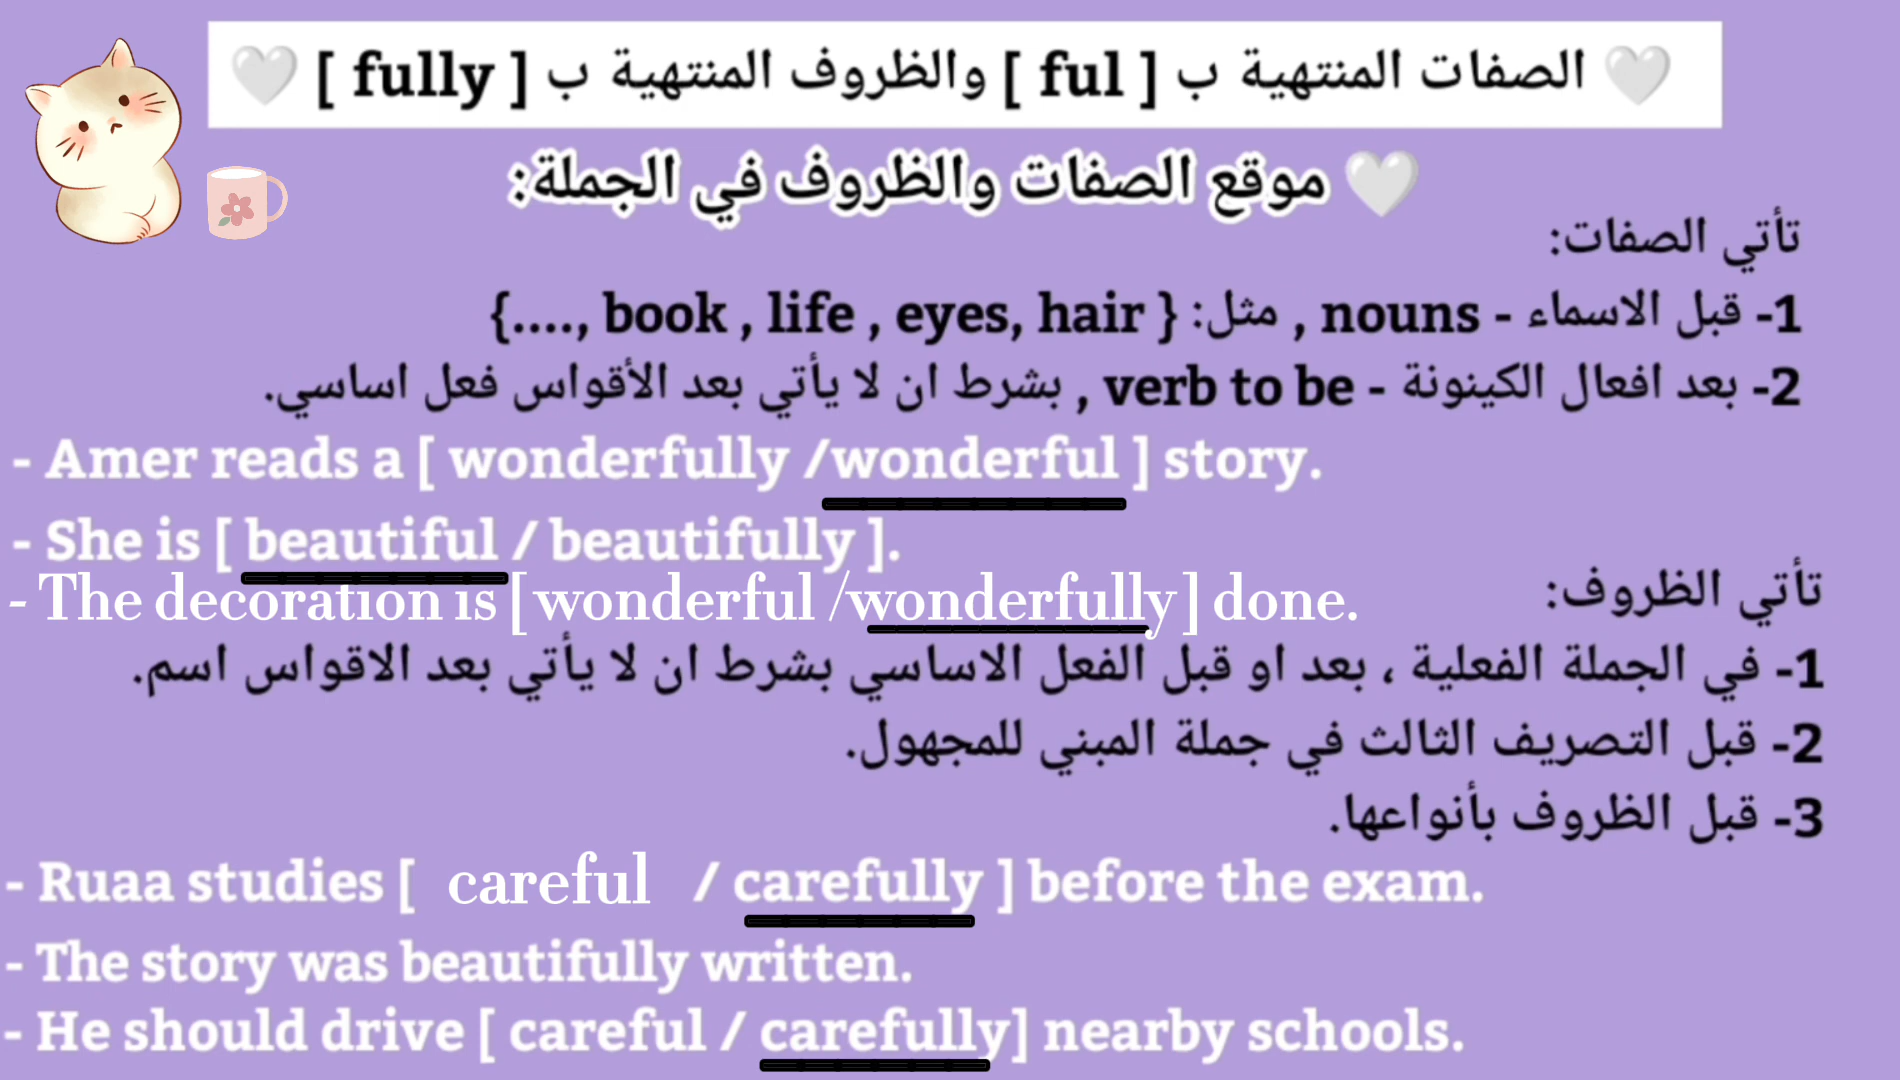 🤍 الصفات المنتهية ب [ ful ] والظروف المنتهية ب [ fully ] 🤍
🤍 موقع الصفات والظروف في الجملة:
تأتي الصفات:
1- قبل الاسماء - nouns , مثل: { book , life , eyes, hair ,....}
2- بعد افعال الكينونة - verb to be , بشرط ان لا يأتي بعد الأقواس فعل اساسي.
- Amer reads a [ wonderfully /wonderful ] story.
- She is [ beautiful / beautifully ].
- The decoration is [ wonderful /wonderfully ] done.
تأتي الظروف:
1- في الجملة الفعلية ، بعد او قبل الفعل الاساسي بشرط ان لا يأتي بعد الاقواس اسم.
2- قبل التصريف الثالث في جملة المبني للمجهول.
3- قبل الظروف بأنواعها.
- Ruaa studies [ careful / carefully ] before the exam.
- The story was beautifully written.
- He should drive [ careful / carefully] nearby schools.